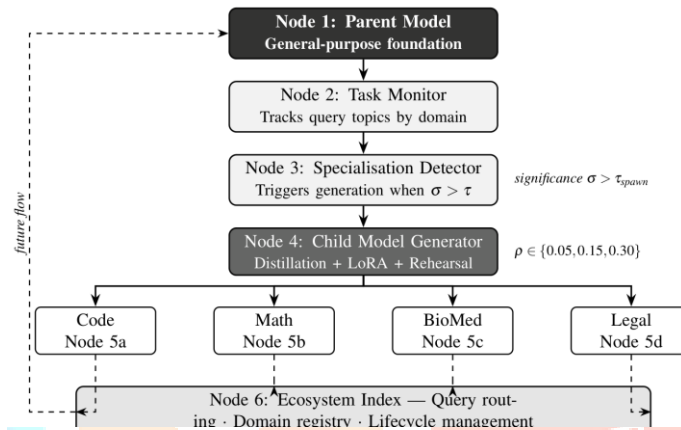 Node 1: Parent Model
General-purpose foundation
Node 2: Task Monitor
Tracks query topics by domain
Node 3: Specialisation Detector
Triggers generation when σ > τ
significance σ > τspawn
future flow
Node 4: Child Model Generator
Distillation + LoRA + Rehearsal
ρ ∈ {0.05, 0.15, 0.30}
Code
Node 5a
Math
Node 5b
BioMed
Node 5c
Legal
Node 5d
Node 6: Ecosystem Index — Query rout-
ing · Domain registry · Lifecycle management